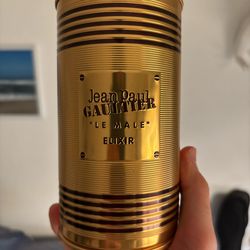 Jean Paul
GAULTIER
"LE MALE"
ELIXIR